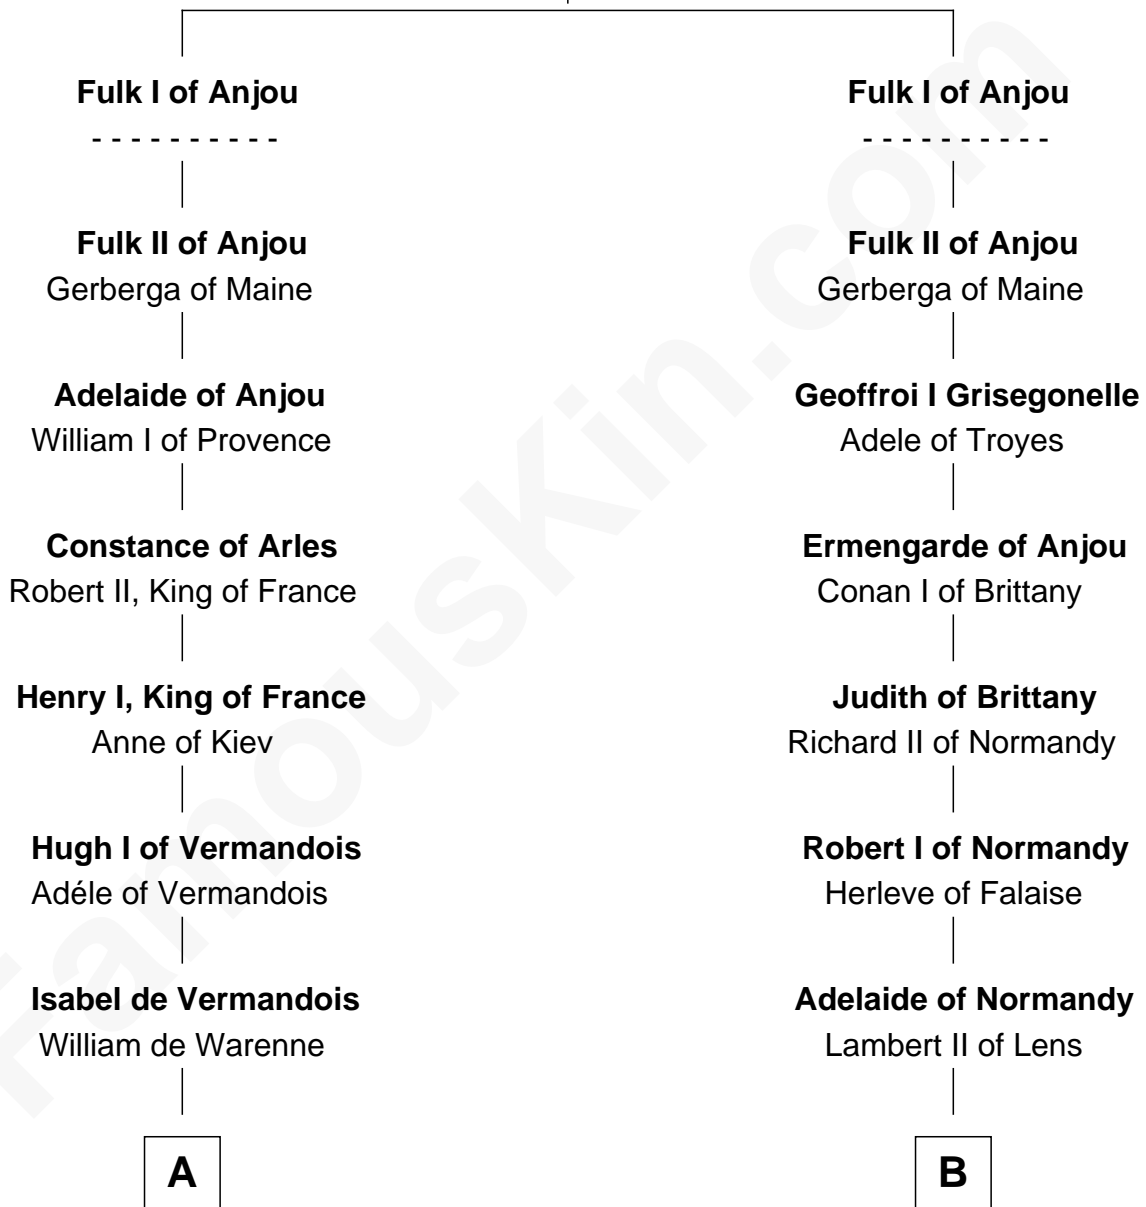 Fulk I of Anjou
- - - - - - - - - -
Fulk II of Anjou
Gerberga of Maine
Adelaide of Anjou
William I of Provence
Constance of Arles
Robert II, King of France
Henry I, King of France
Anne of Kiev
Hugh I of Vermandois
Adéle of Vermandois
Isabel de Vermandois
William de Warenne
A
Fulk I of Anjou
- - - - - - - - - -
Fulk II of Anjou
Gerberga of Maine
Geoffroi I Grisegonelle
Adele of Troyes
Ermengarde of Anjou
Conan I of Brittany
Judith of Brittany
Richard II of Normandy
Robert I of Normandy
Herleve of Falaise
Adelaide of Normandy
Lambert II of Lens
B
FamousKin.com